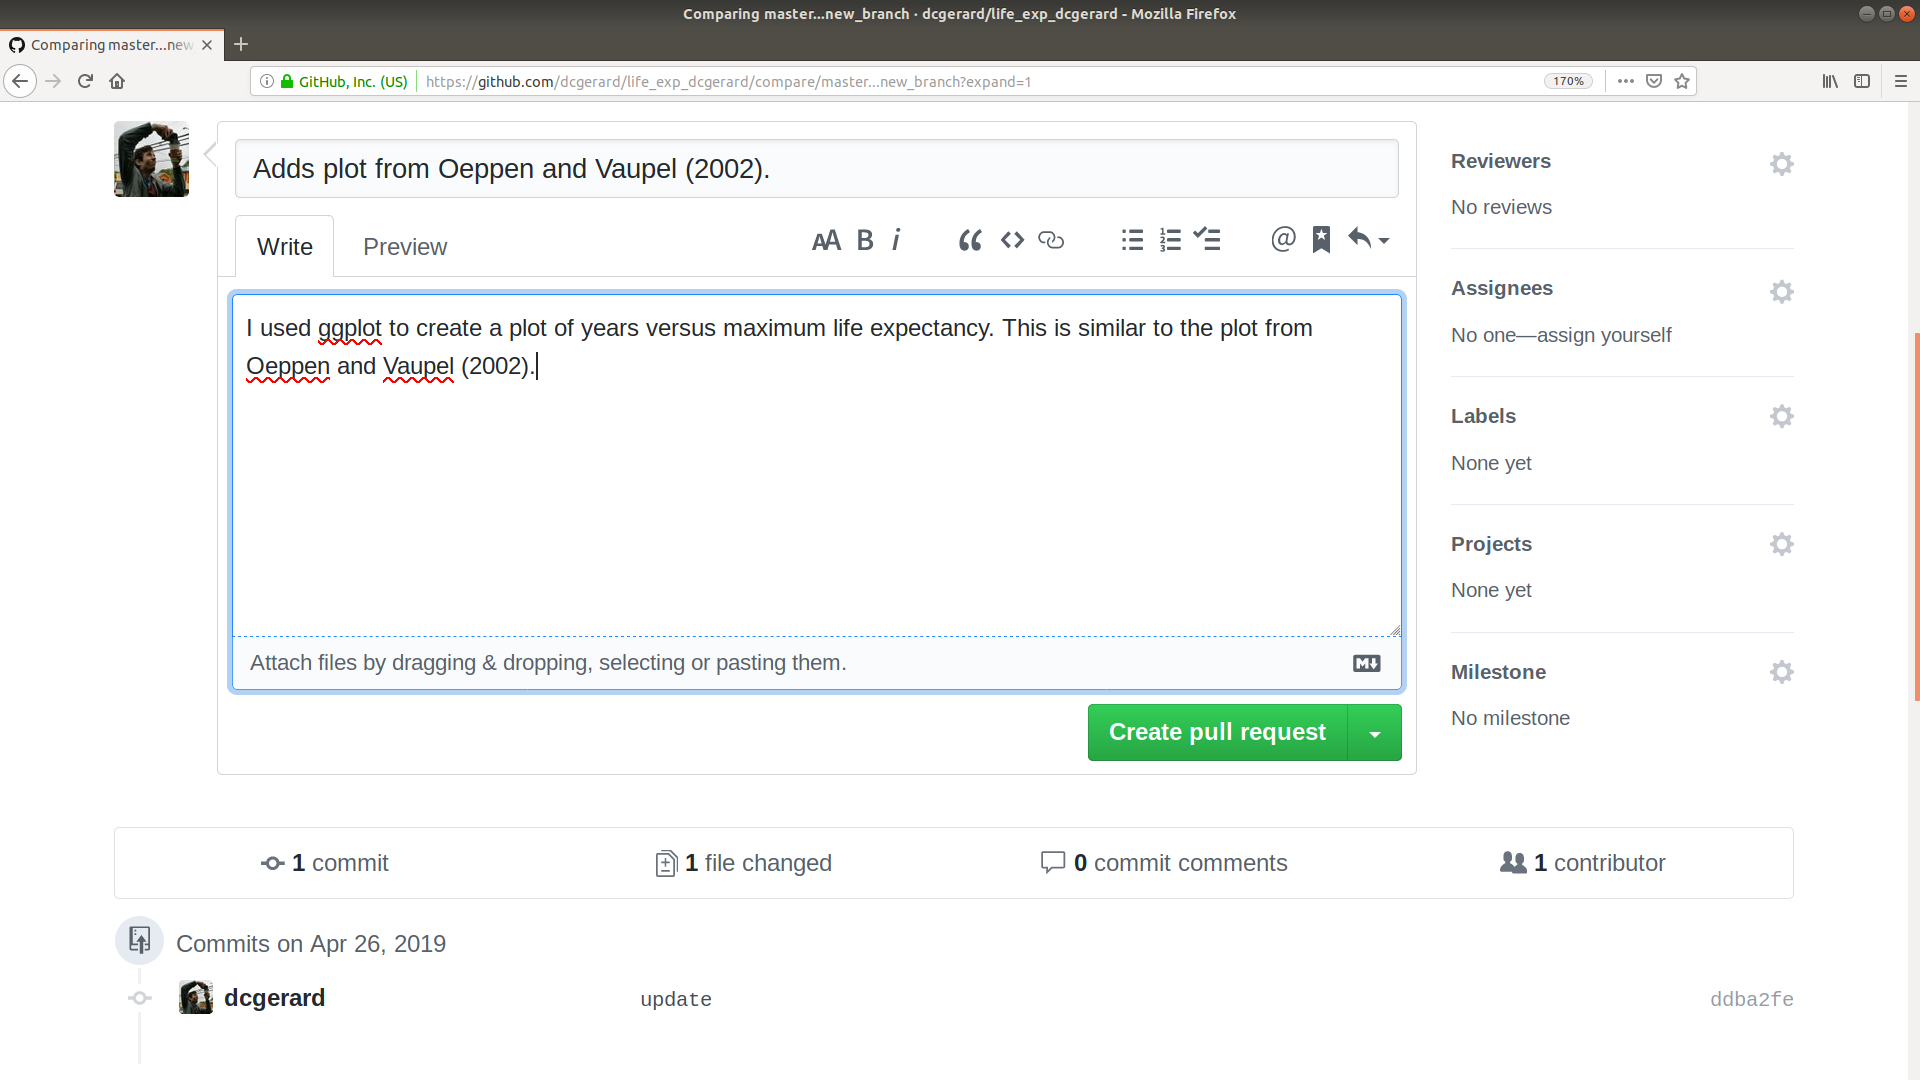 Comparing master...new_branch · dcgerard/life_exp_dcgerard - Mozilla Firefox
Comparing master...new
GitHub, Inc. (US) https://github.com/dcgerard/life_exp_dcgerard/compare/master...new_branch?expand=1 170%
Adds plot from Oeppen and Vaupel (2002).
Write Preview
I used ggplot to create a plot of years versus maximum life expectancy. This is similar to the plot from
Oeppen and Vaupel (2002).
Attach files by dragging & dropping, selecting or pasting them.
Create pull request
Reviewers
No reviews
Assignees
No one—assign yourself
Labels
None yet
Projects
None yet
Milestone
No milestone
1 commit 1 file changed 0 commit comments 1 contributor
Commits on Apr 26, 2019
dcgerard update ddba2fe